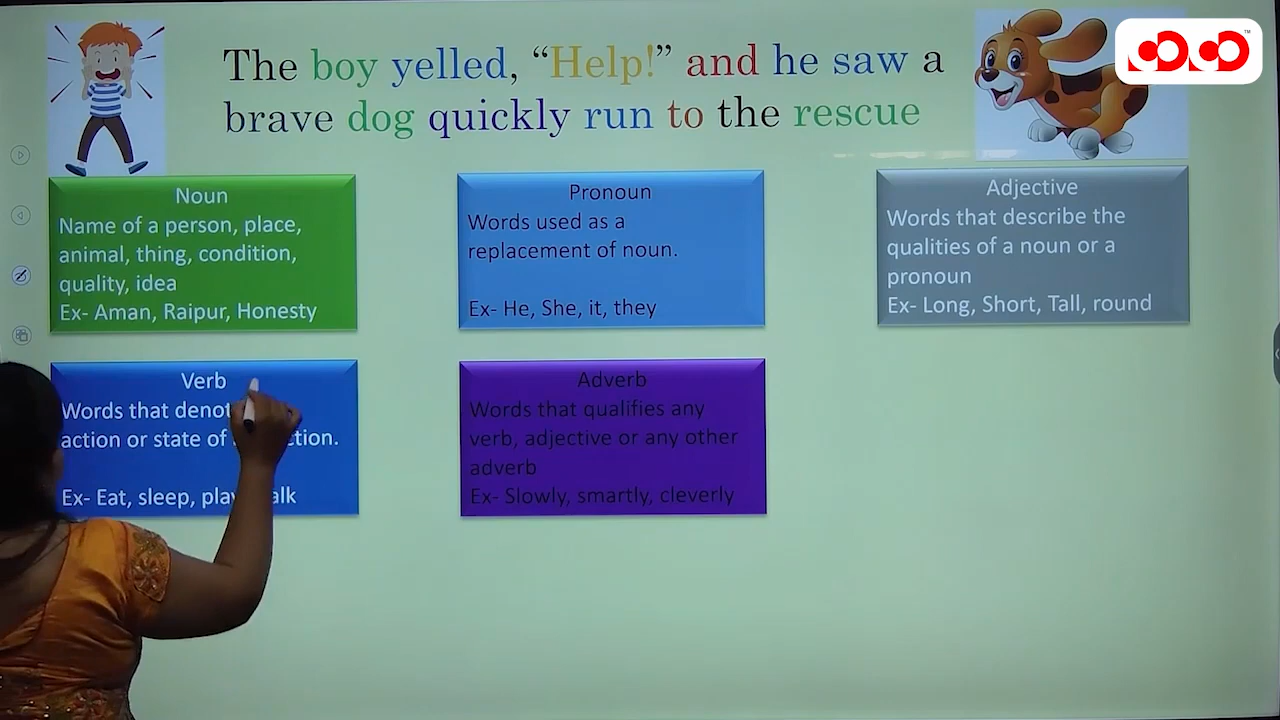 The boy yelled, “Help!” and he saw a
brave dog quickly run to the rescue
Noun
Name of a person, place,
animal, thing, condition,
quality, idea
Ex- Aman, Raipur, Honesty
Pronoun
Words used as a
replacement of noun.
Ex- He, She, it, they
Adjective
Words that describe the
qualities of a noun or a
pronoun
Ex- Long, Short, Tall, round
Verb
Words that
action or state of
Ex- Eat, sleep,
Adverb
Words that qualifies any
verb, adjective or any other
adverb
Ex- Slowly, smartly, cleverly